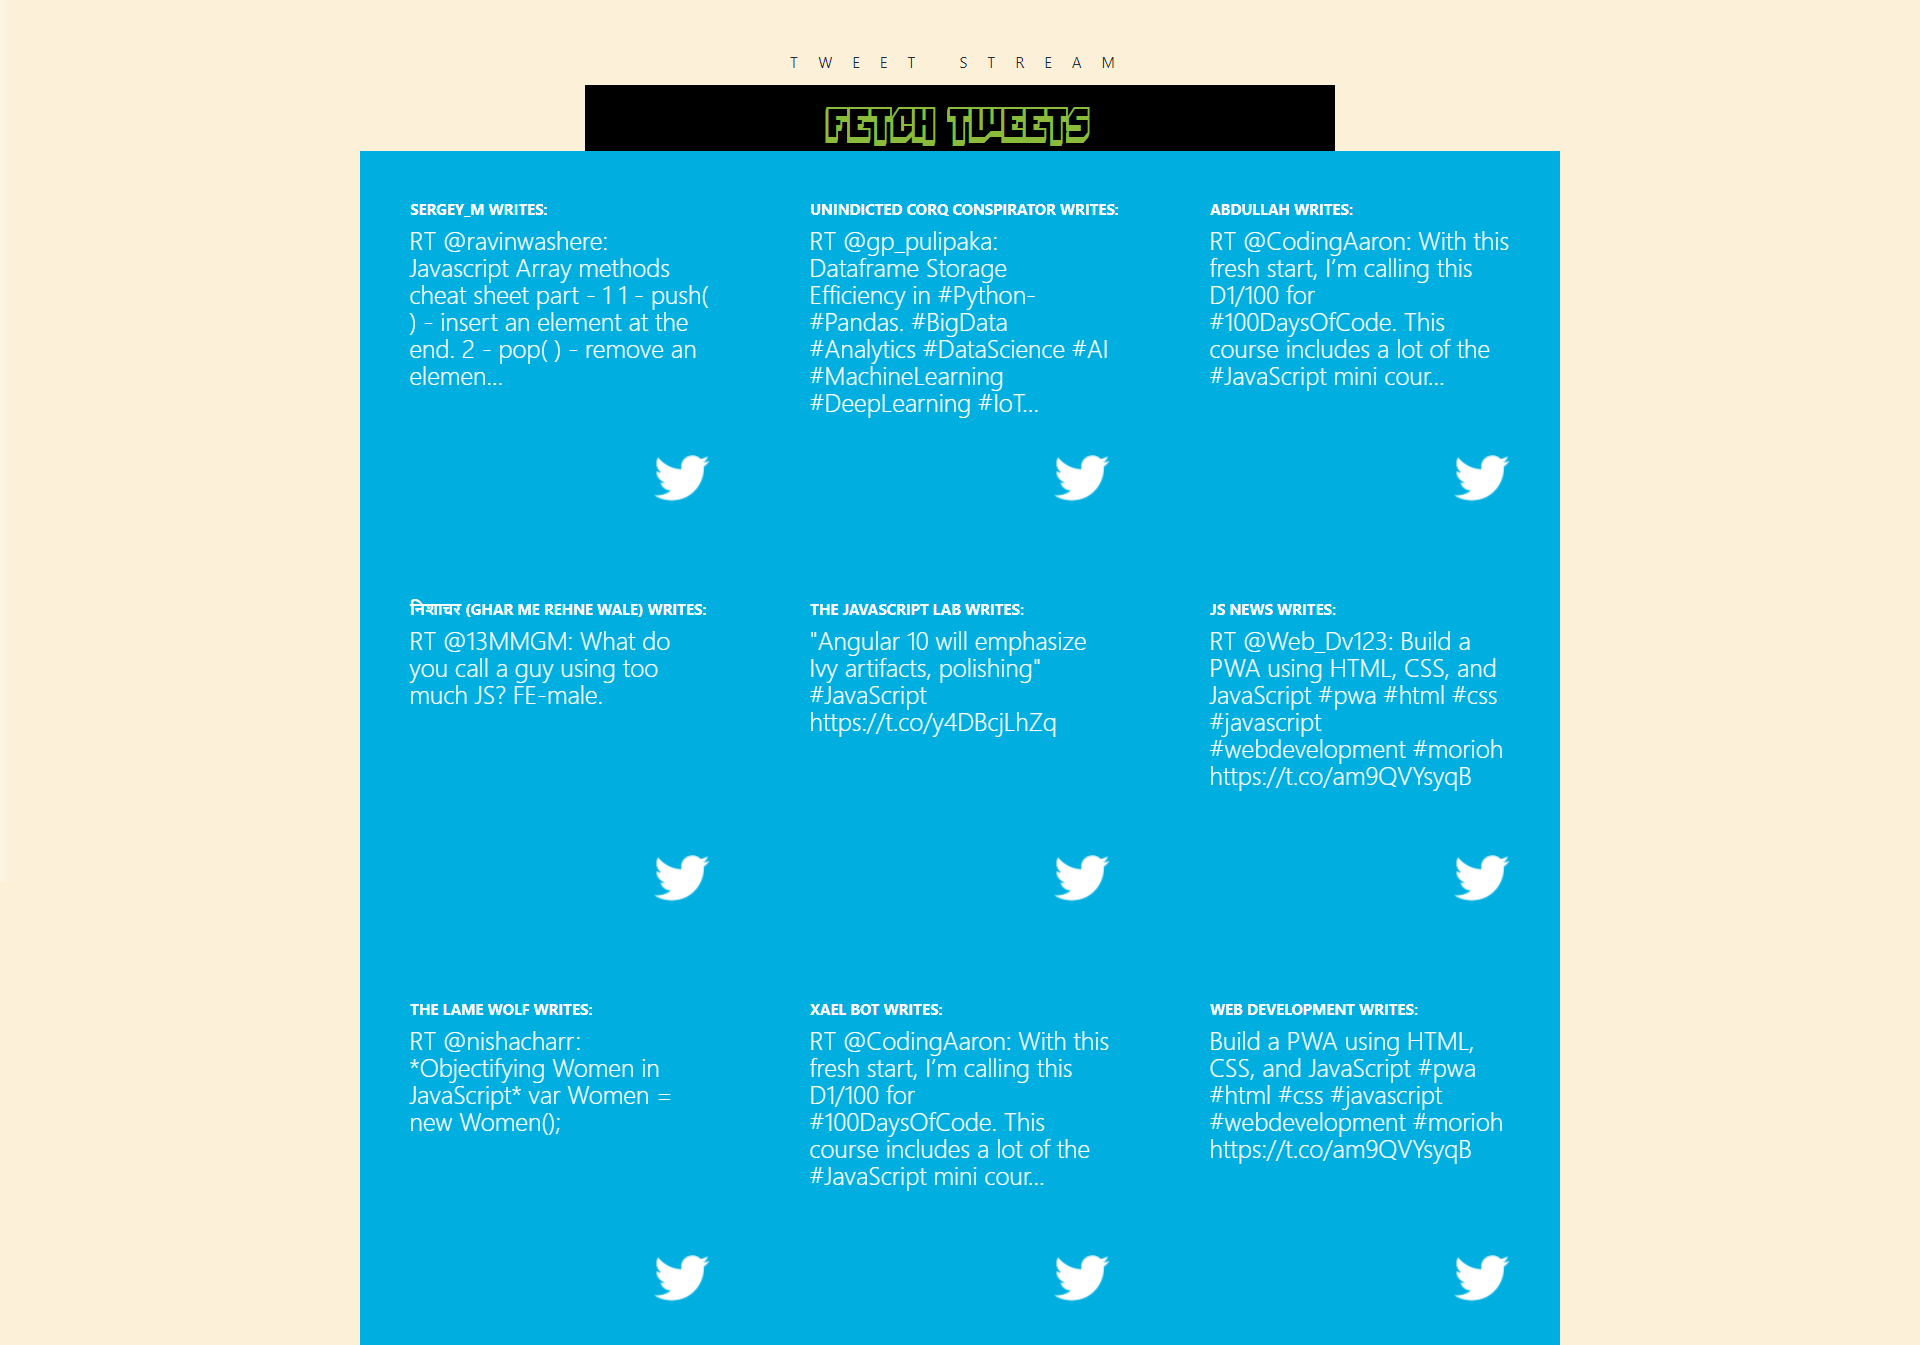 TWEET STREAM
FETCH TWEETS
SERGEY_M WRITES:
RT @ravinwashere:
Javascript Array methods
cheat sheet part - 1 1 - push(
) - insert an element at the
end. 2 - pop( ) - remove an
elemen...
UNINDICTED CORQ CONSPIRATOR WRITES:
RT @gp_pulipaka:
Dataframe Storage
Efficiency in #Python-
#Pandas. #BigData
#Analytics #DataScience #AI
#MachineLearning
#DeepLearning #IoT...
ABDULLAH WRITES:
RT @CodingAaron: With this
fresh start, I’m calling this
D1/100 for
#100DaysOfCode. This
course includes a lot of the
#JavaScript mini cour...
निशाचर (GHAR ME REHNE WALE) WRITES:
RT @13MMGM: What do
you call a guy using too
much JS? FE-male.
THE JAVASCRIPT LAB WRITES:
"Angular 10 will emphasize
Ivy artifacts, polishing"
#JavaScript
https://t.co/y4DBcjLhZq
JS NEWS WRITES:
RT @Web_Dv123: Build a
PWA using HTML, CSS, and
JavaScript #pwa #html #css
#javascript
#webdevelopment #morioh
https://t.co/am9QVYsyqB
THE LAME WOLF WRITES:
RT @nishacharr:
*Objectifying Women in
JavaScript* var Women =
new Women();
XAEL BOT WRITES:
RT @CodingAaron: With this
fresh start, I’m calling this
D1/100 for
#100DaysOfCode. This
course includes a lot of the
#JavaScript mini cour...
WEB DEVELOPMENT WRITES:
Build a PWA using HTML,
CSS, and JavaScript #pwa
#html #css #javascript
#webdevelopment #morioh
https://t.co/am9QVYsyqB